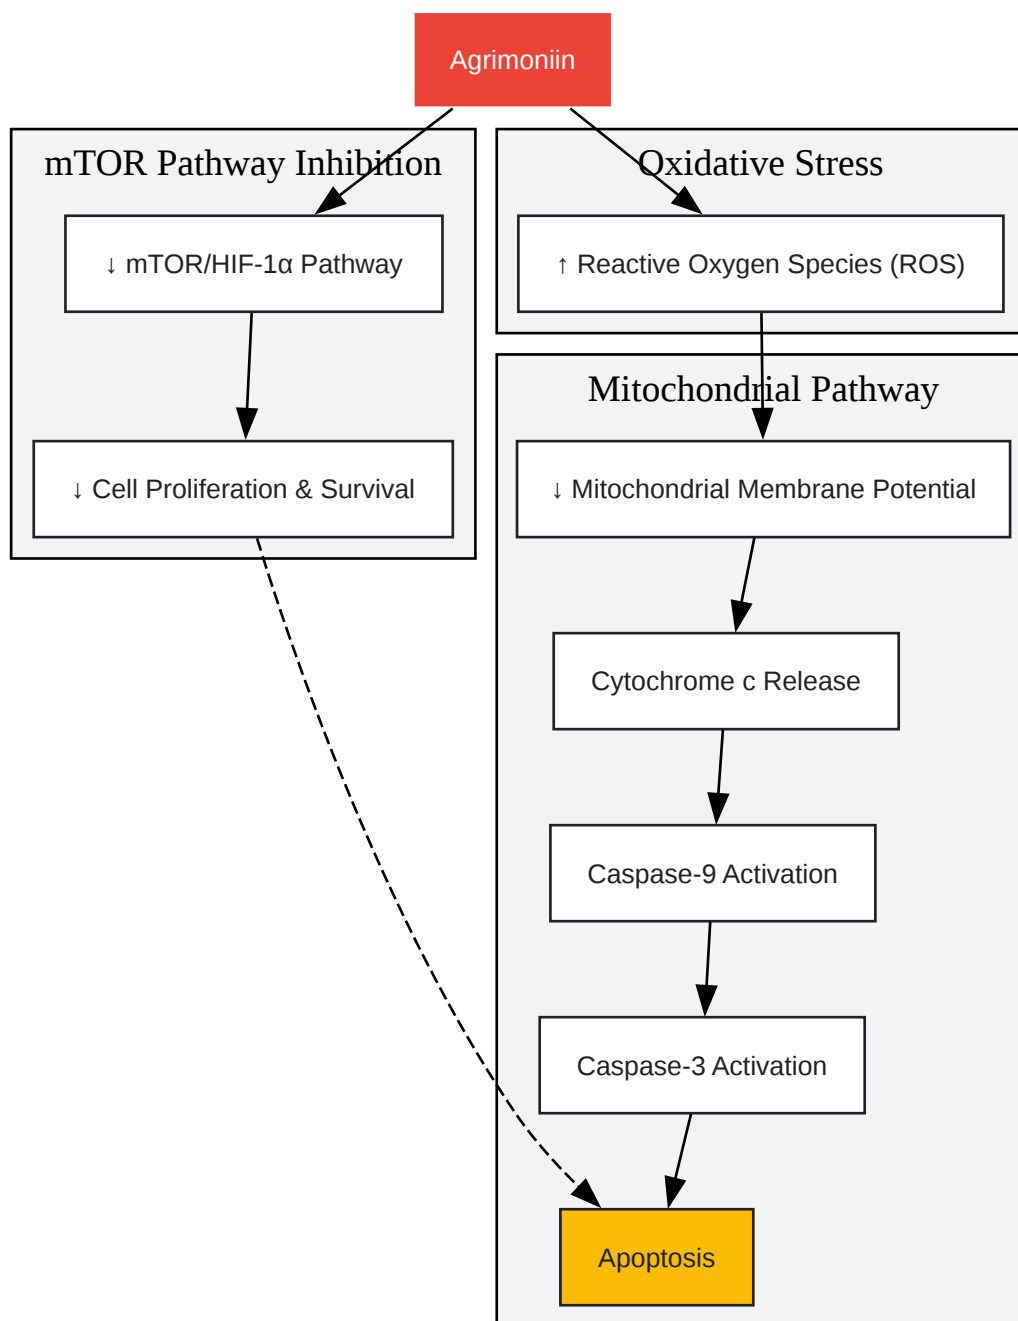 Agrimoniin
mTOR Pathway Inhibition
↓ mTOR/HIF-1α Pathway
↓ Cell Proliferation & Survival
Oxidative Stress
↑ Reactive Oxygen Species (ROS)
Mitochondrial Pathway
↓ Mitochondrial Membrane Potential
Cytochrome c Release
Caspase-9 Activation
Caspase-3 Activation
Apoptosis